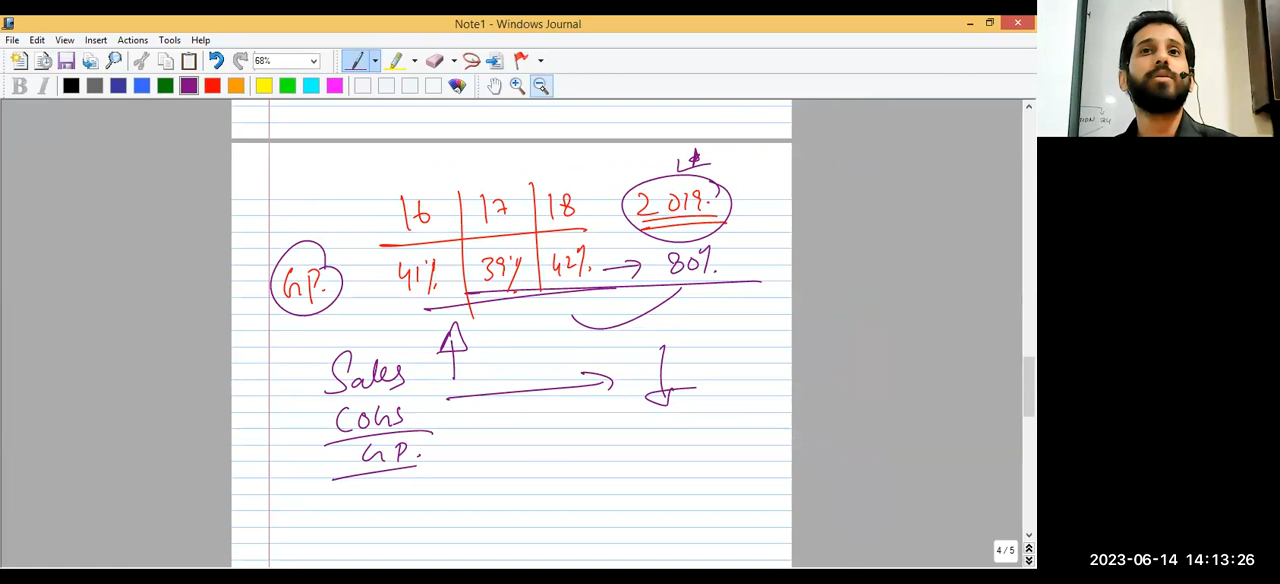 Note1 - Windows Journal
File Edit View Insert Actions Tools Help
68%
B I
16 17 18 2019.
GP. 41% 39% 42% → 80%.
Sales
COGS
GP.
4/5
2023-06-14 14:13:26